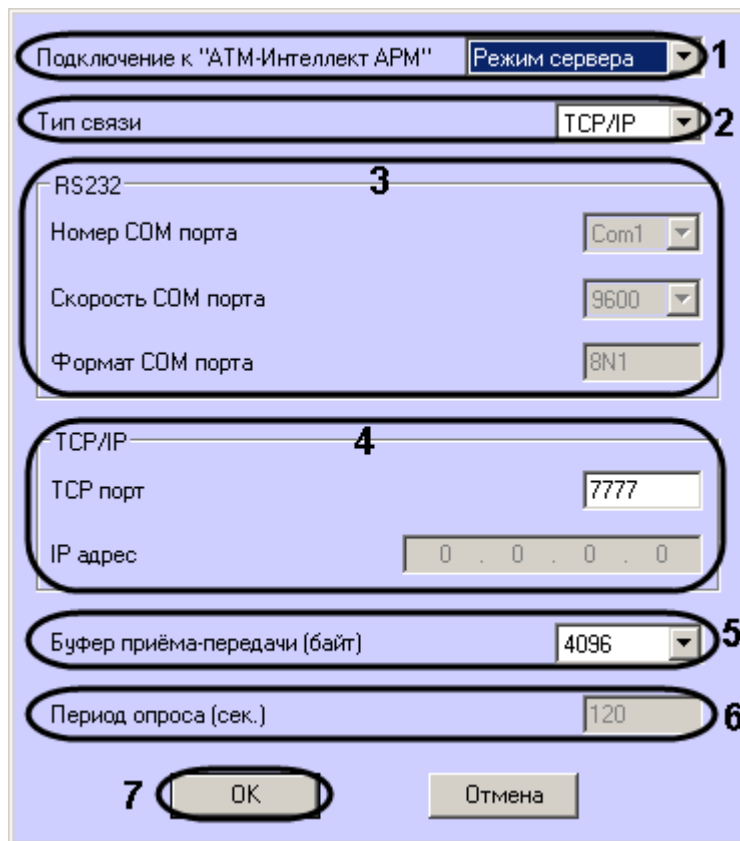 Подключение к "АТМ-Интеллект АРМ" Режим сервера 1
Тип связи TCP/IP 2
RS232 3
Номер COM порта Com1
Скорость COM порта 9600
Формат COM порта 8N1
TCP/IP 4
TCP порт 7777
IP адрес 0 . 0 . 0 . 0
Буфер приёма-передачи (байт) 4096 5
Период опроса (сек.) 120 6
7 OK Отмена